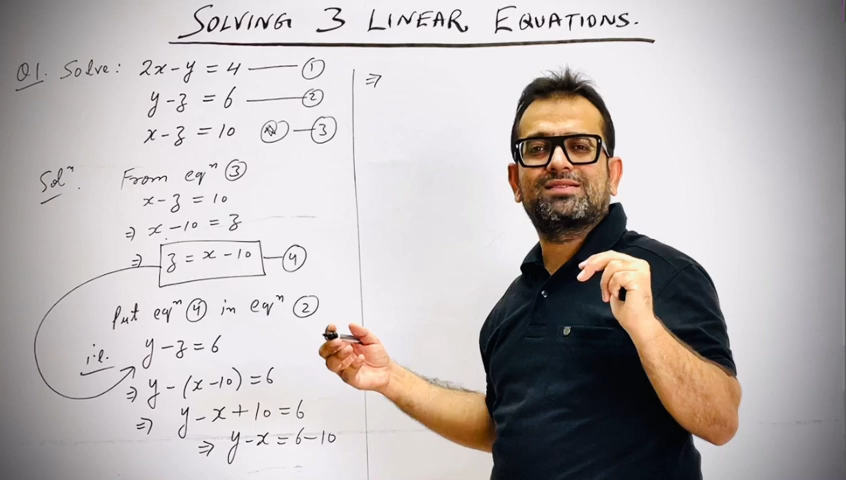 SOLVING 3 LINEAR EQUATIONS.
Q1. Solve: 2x-y = 4 — ①
y-z = 6 — ②
x-z = 10 — ③
Solⁿ. From eqⁿ ③
x-z = 10
⇒ x-10 = z
⇒ z = x-10 — ④
Put eqⁿ ④ in eqⁿ ②
i.e. y-z = 6
⇒ y-(x-10) = 6
⇒ y-x+10 = 6
⇒ y-x = 6-10
⇒